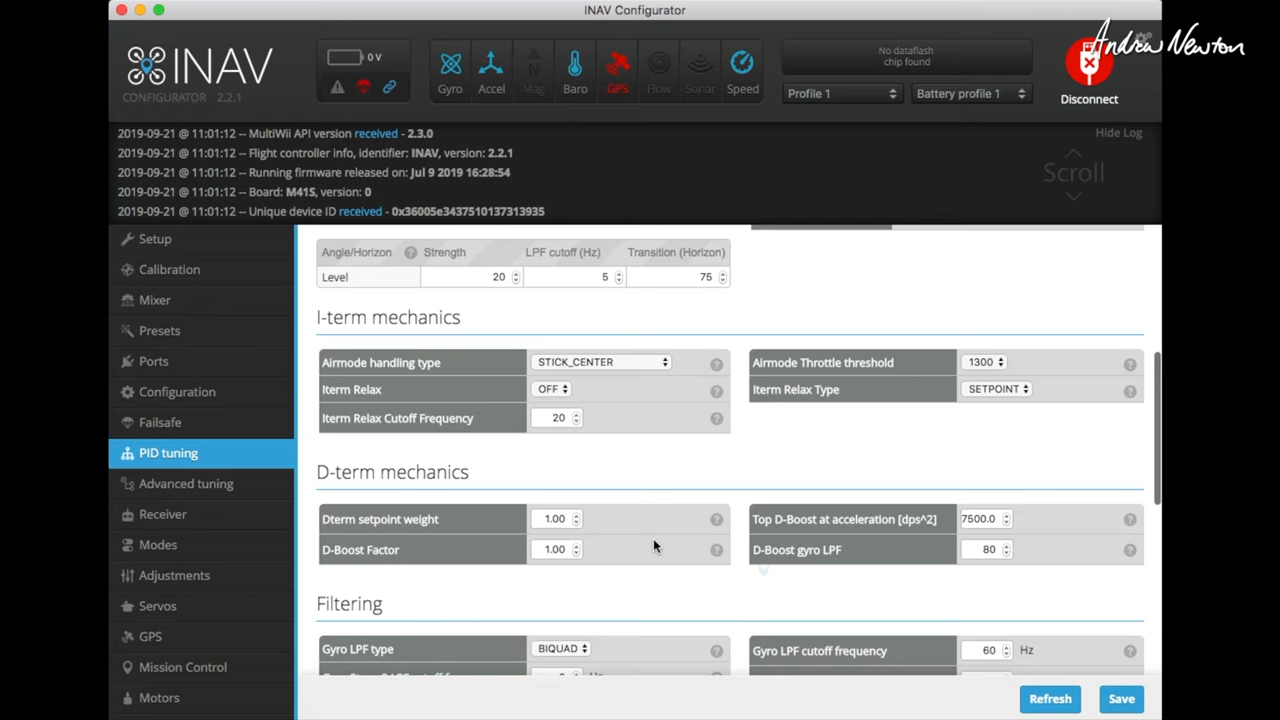 INAV Configurator
Andrew Newton
INAV
CONFIGURATOR 2.2.1
0 V
Gyro Accel Mag Baro GPS Flow Sonar Speed
No dataflash
chip found
Profile 1 Battery profile 1
Disconnect
2019-09-21 @ 11:01:12 -- MultiWii API version received - 2.3.0
Hide Log
2019-09-21 @ 11:01:12 -- Flight controller info, identifier: INAV, version: 2.2.1
2019-09-21 @ 11:01:12 -- Running firmware released on: Jul 9 2019 16:28:54
Scroll
2019-09-21 @ 11:01:12 -- Board: M41S, version: 0
2019-09-21 @ 11:01:12 -- Unique device ID received - 0x36005e3437510137313935
Setup
Calibration
Mixer
Presets
Ports
Configuration
Failsafe
PID tuning
Advanced tuning
Receiver
Modes
Adjustments
Servos
GPS
Mission Control
Motors
Angle/Horizon ? Strength LPF cutoff (Hz) Transition (Horizon)
Level 20 5 75
I-term mechanics
Airmode handling type STICK_CENTER ? Airmode Throttle threshold 1300 ?
Iterm Relax OFF ? Iterm Relax Type SETPOINT ?
Iterm Relax Cutoff Frequency 20 ?
D-term mechanics
Dterm setpoint weight 1.00 ? Top D-Boost at acceleration [dps^2] 7500.0 ?
D-Boost Factor 1.00 ? D-Boost gyro LPF 80 ?
Filtering
Gyro LPF type BIQUAD ? Gyro LPF cutoff frequency 60 Hz ?
Refresh Save